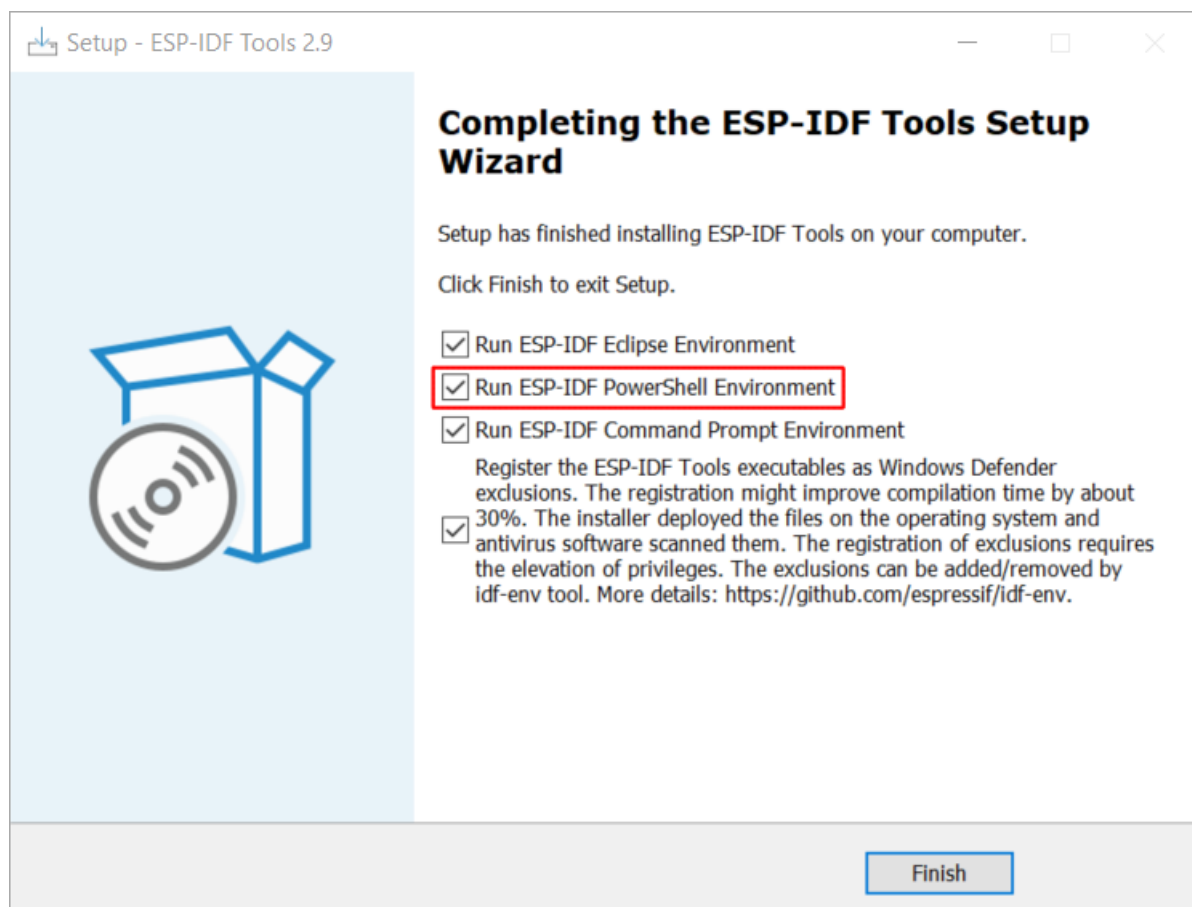 Setup - ESP-IDF Tools 2.9
Completing the ESP-IDF Tools Setup
Wizard
Setup has finished installing ESP-IDF Tools on your computer.
Click Finish to exit Setup.
Run ESP-IDF Eclipse Environment
Run ESP-IDF PowerShell Environment
Run ESP-IDF Command Prompt Environment
Register the ESP-IDF Tools executables as Windows Defender
exclusions. The registration might improve compilation time by about
30%. The installer deployed the files on the operating system and
antivirus software scanned them. The registration of exclusions requires
the elevation of privileges. The exclusions can be added/removed by
idf-env tool. More details: https://github.com/espressif/idf-env.
Finish